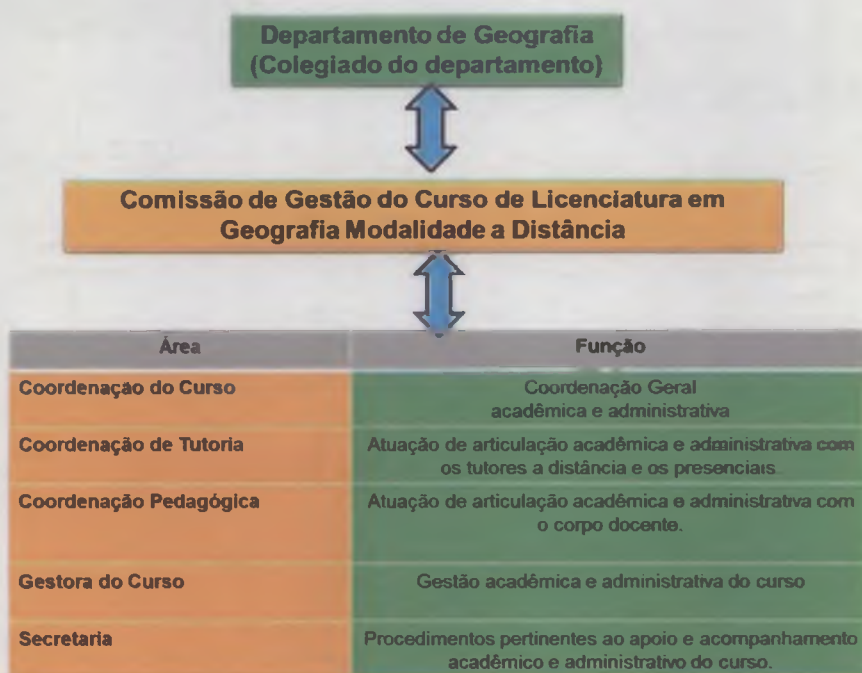 Departamento de Geografia
(Colegiado do departamento)
Comissão de Gestão do Curso de Licenciatura em
Geografia Modalidade a Distância
Área
Função
Coordenação do Curso
Coordenação Geral
acadêmica e administrativa
Coordenação de Tutoria
Atuação de articulação acadêmica e administrativa com
os tutores a distância e os presenciais
Coordenação Pedagógica
Atuação de articulação acadêmica e administrativa com
o corpo docente.
Gestora do Curso
Gestão acadêmica e administrativa do curso
Secretaria
Procedimentos pertinentes ao apoio e acompanhamento
acadêmico e administrativo do curso.